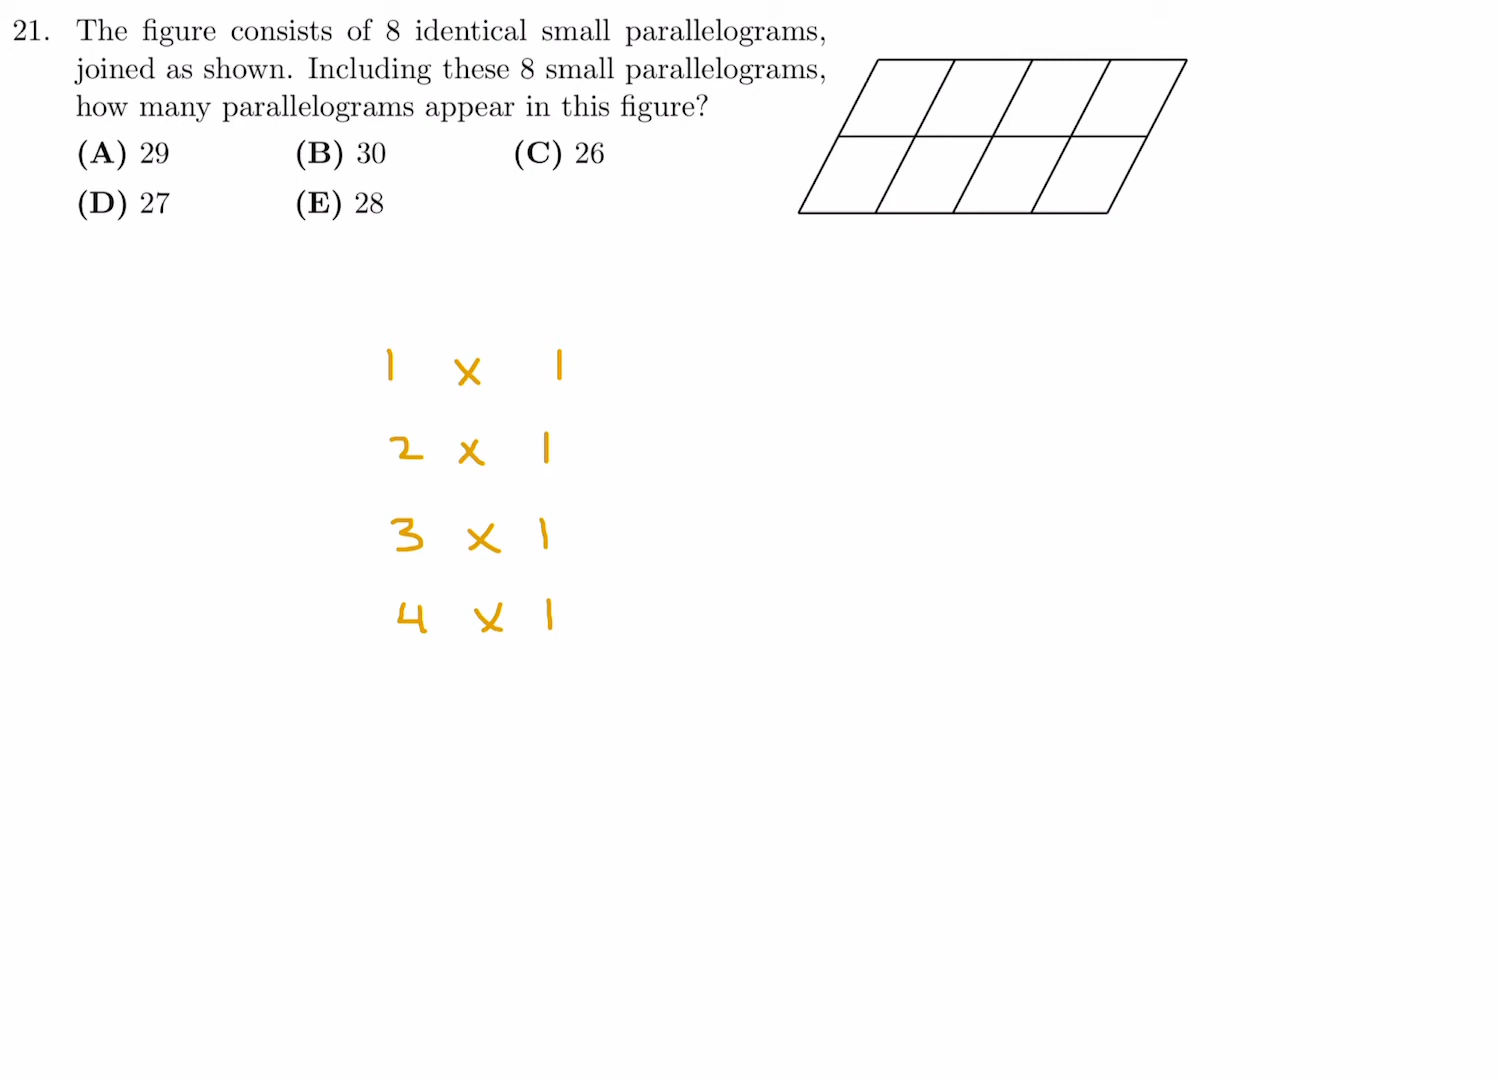 21. The figure consists of 8 identical small parallelograms,
joined as shown. Including these 8 small parallelograms,
how many parallelograms appear in this figure?
(A) 29 (B) 30 (C) 26
(D) 27 (E) 28
1 x 1
2 x 1
3 x 1
4 x 1